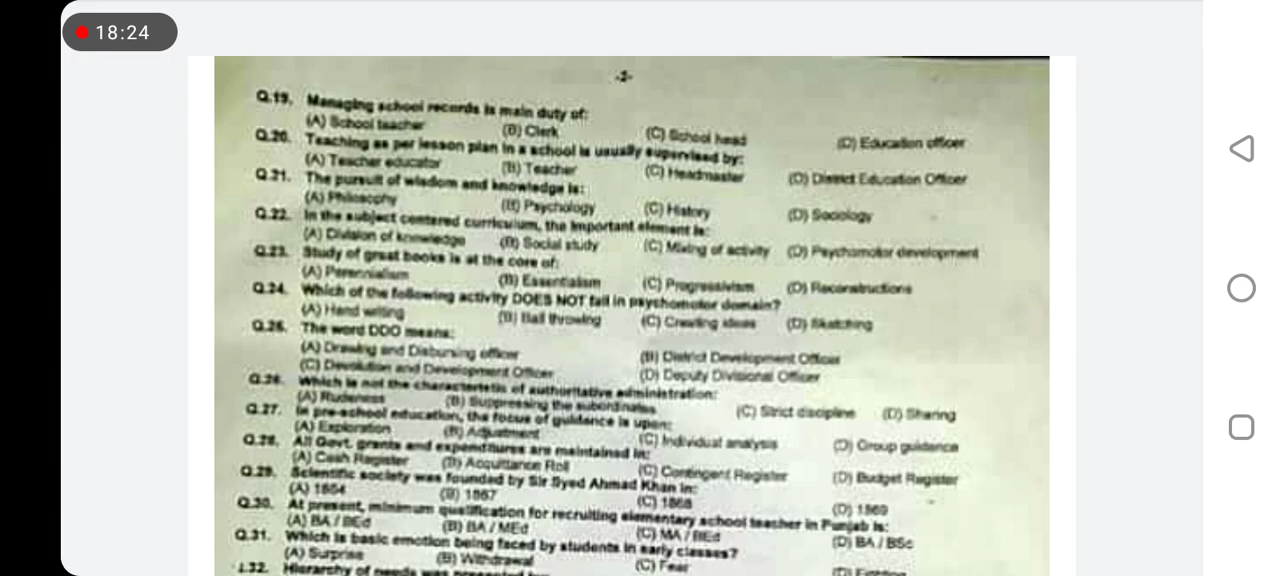 18:24
-2-
Q.19. Managing school records is main duty of:
(A) School teacher (B) Clerk (C) School head (D) Education officer
Q.20. Teaching as per lesson plan in a school is usually supervised by:
(A) Teacher educator (B) Teacher (C) Headmaster (D) District Education Officer
Q.21. The pursuit of wisdom and knowledge is:
(A) Philosophy (B) Psychology (C) History (D) Sociology
Q.22. In the subject centered curriculum, the important element is:
(A) Division of knowledge (B) Social study (C) Mixing of activity (D) Psychomotor development
Q.23. Study of great books is at the core of:
(A) Perennialism (B) Essentialism (C) Progressivism (D) Reconstructions
Q.24. Which of the following activity DOES NOT fall in psychomotor domain?
(A) Hand writing (B) Ball throwing (C) Creating ideas (D) Sketching
Q.25. The word DDO means:
(A) Drawing and Disbursing officer (B) District Development Officer
(C) Devolution and Development Officer (D) Deputy Divisional Officer
Q.26. Which is not the characteristic of authoritative administration:
(A) Rudeness (B) Suppressing the subordinates (C) Strict discipline (D) Sharing
Q.27. In pre-school education, the focus of guidance is upon:
(A) Exploration (B) Adjustment (C) Individual analysis (D) Group guidance
Q.28. All Govt. grants and expenditures are maintained in:
(A) Cash Register (B) Acquittance Roll (C) Contingent Register (D) Budget Register
Q.29. Scientific society was founded by Sir Syed Ahmad Khan in:
(A) 1864 (B) 1867 (C) 1868 (D) 1869
Q.30. At present, minimum qualification for recruiting elementary school teacher in Punjab is:
(A) BA / BEd (B) BA / MEd (C) MA / BEd (D) BA / BSc
Q.31. Which is basic emotion being faced by students in early classes?
(A) Surprise (B) Withdrawal (C) Fear (D)
.32. Hierarchy of needs was